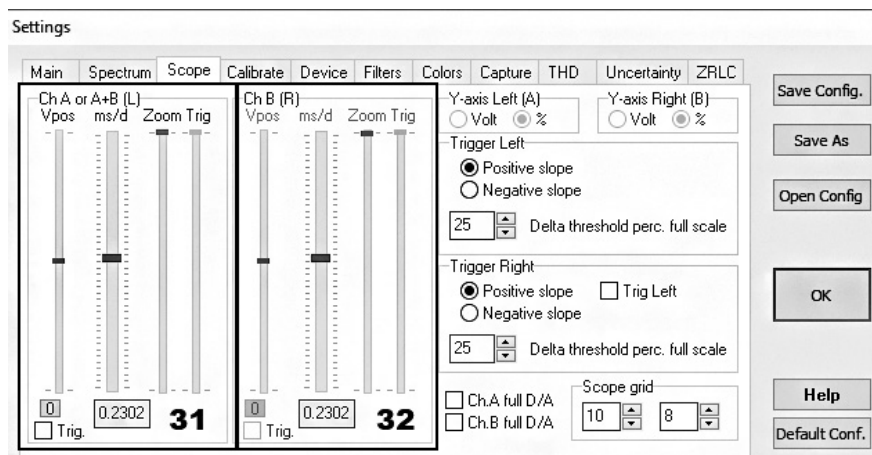 Settings
Main Spectrum Scope Calibrate Device Filters Colors Capture THD Uncertainty ZRLC
Ch A or A+B (L)
Vpos ms/d Zoom Trig
0
0.2302
Trig.
31
Ch B (R)
Vpos ms/d Zoom Trig
0
0.2302
Trig.
32
Y-axis Left (A)
Volt %
Y-axis Right (B)
Volt %
Trigger Left
Positive slope
Negative slope
25 Delta threshold perc. full scale
Trigger Right
Positive slope Trig Left
Negative slope
25 Delta threshold perc. full scale
Ch.A full D/A
Ch.B full D/A
Scope grid
10 8
Save Config.
Save As
Open Config
OK
Help
Default Conf.